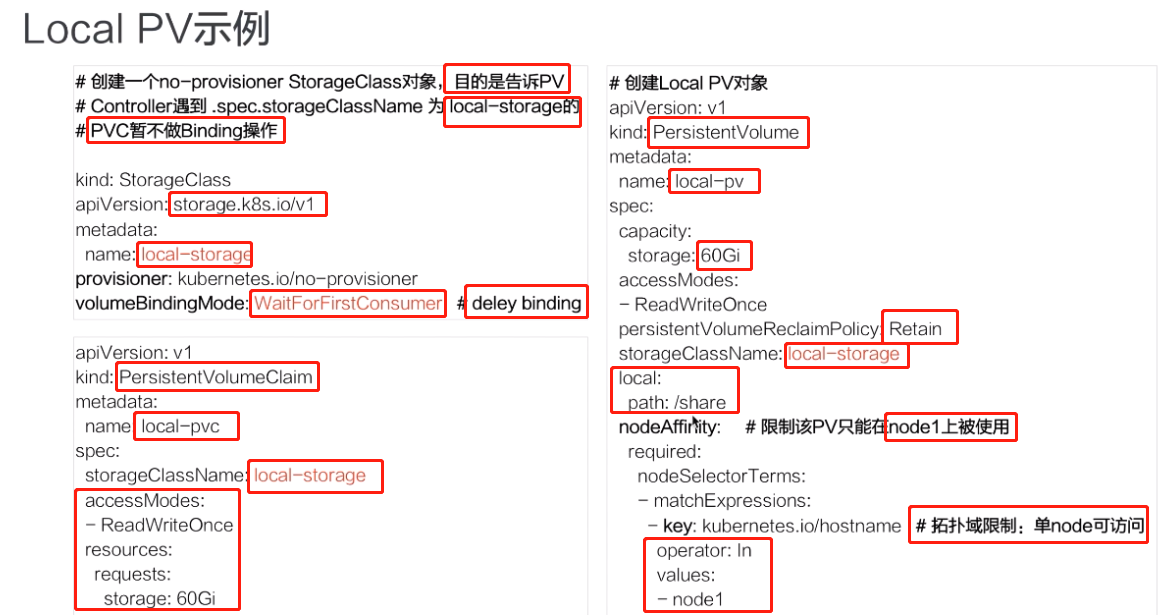 Local PV示例
# 创建一个no-provisioner StorageClass对象，目的是告诉PV
# Controller遇到 .spec.storageClassName 为 local-storage的
# PVC暂不做Binding操作
kind: StorageClass
apiVersion: storage.k8s.io/v1
metadata:
name: local-storage
provisioner: kubernetes.io/no-provisioner
volumeBindingMode: WaitForFirstConsumer # deley binding
apiVersion: v1
kind: PersistentVolumeClaim
metadata:
name: local-pvc
spec:
storageClassName: local-storage
accessModes:
- ReadWriteOnce
resources:
requests:
storage: 60Gi
# 创建Local PV对象
apiVersion: v1
kind: PersistentVolume
metadata:
name: local-pv
spec:
capacity:
storage: 60Gi
accessModes:
- ReadWriteOnce
persistentVolumeReclaimPolicy: Retain
storageClassName: local-storage
local:
path: /share
nodeAffinity: # 限制该PV只能在node1上被使用
required:
nodeSelectorTerms:
- matchExpressions:
- key: kubernetes.io/hostname # 拓扑域限制：单node可访问
operator: In
values:
- node1